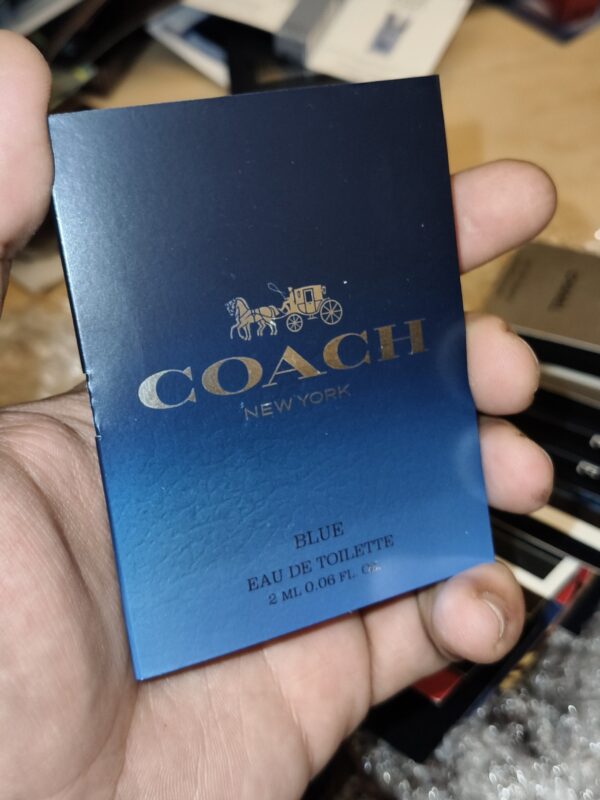 COACH
NEW YORK
BLUE
EAU DE TOILETTE
2 ML 0.06 FL. OZ.